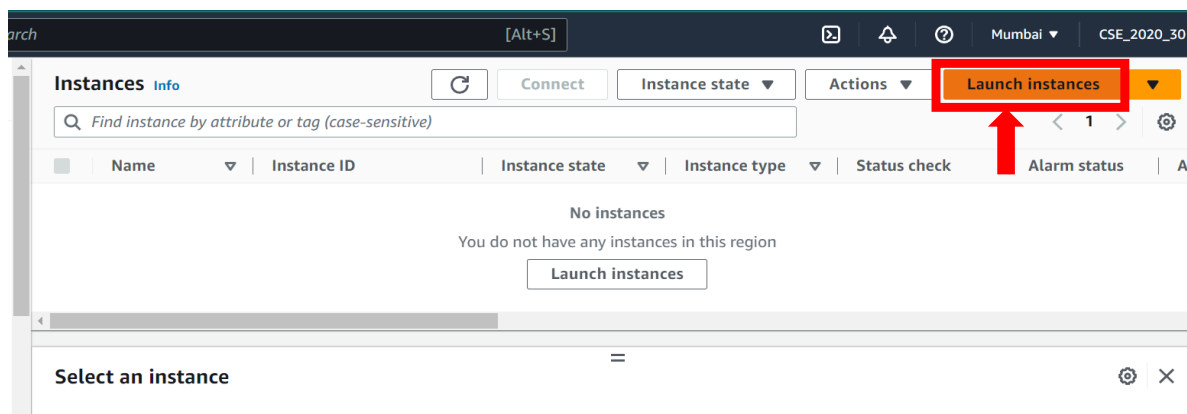 arch [Alt+S] Mumbai ▼ CSE_2020_30
Instances Info Connect Instance state ▼ Actions ▼ Launch instances ▼
Find instance by attribute or tag (case-sensitive) < 1 >
Name Instance ID Instance state Instance type Status check Alarm status A
No instances
You do not have any instances in this region
Launch instances
Select an instance